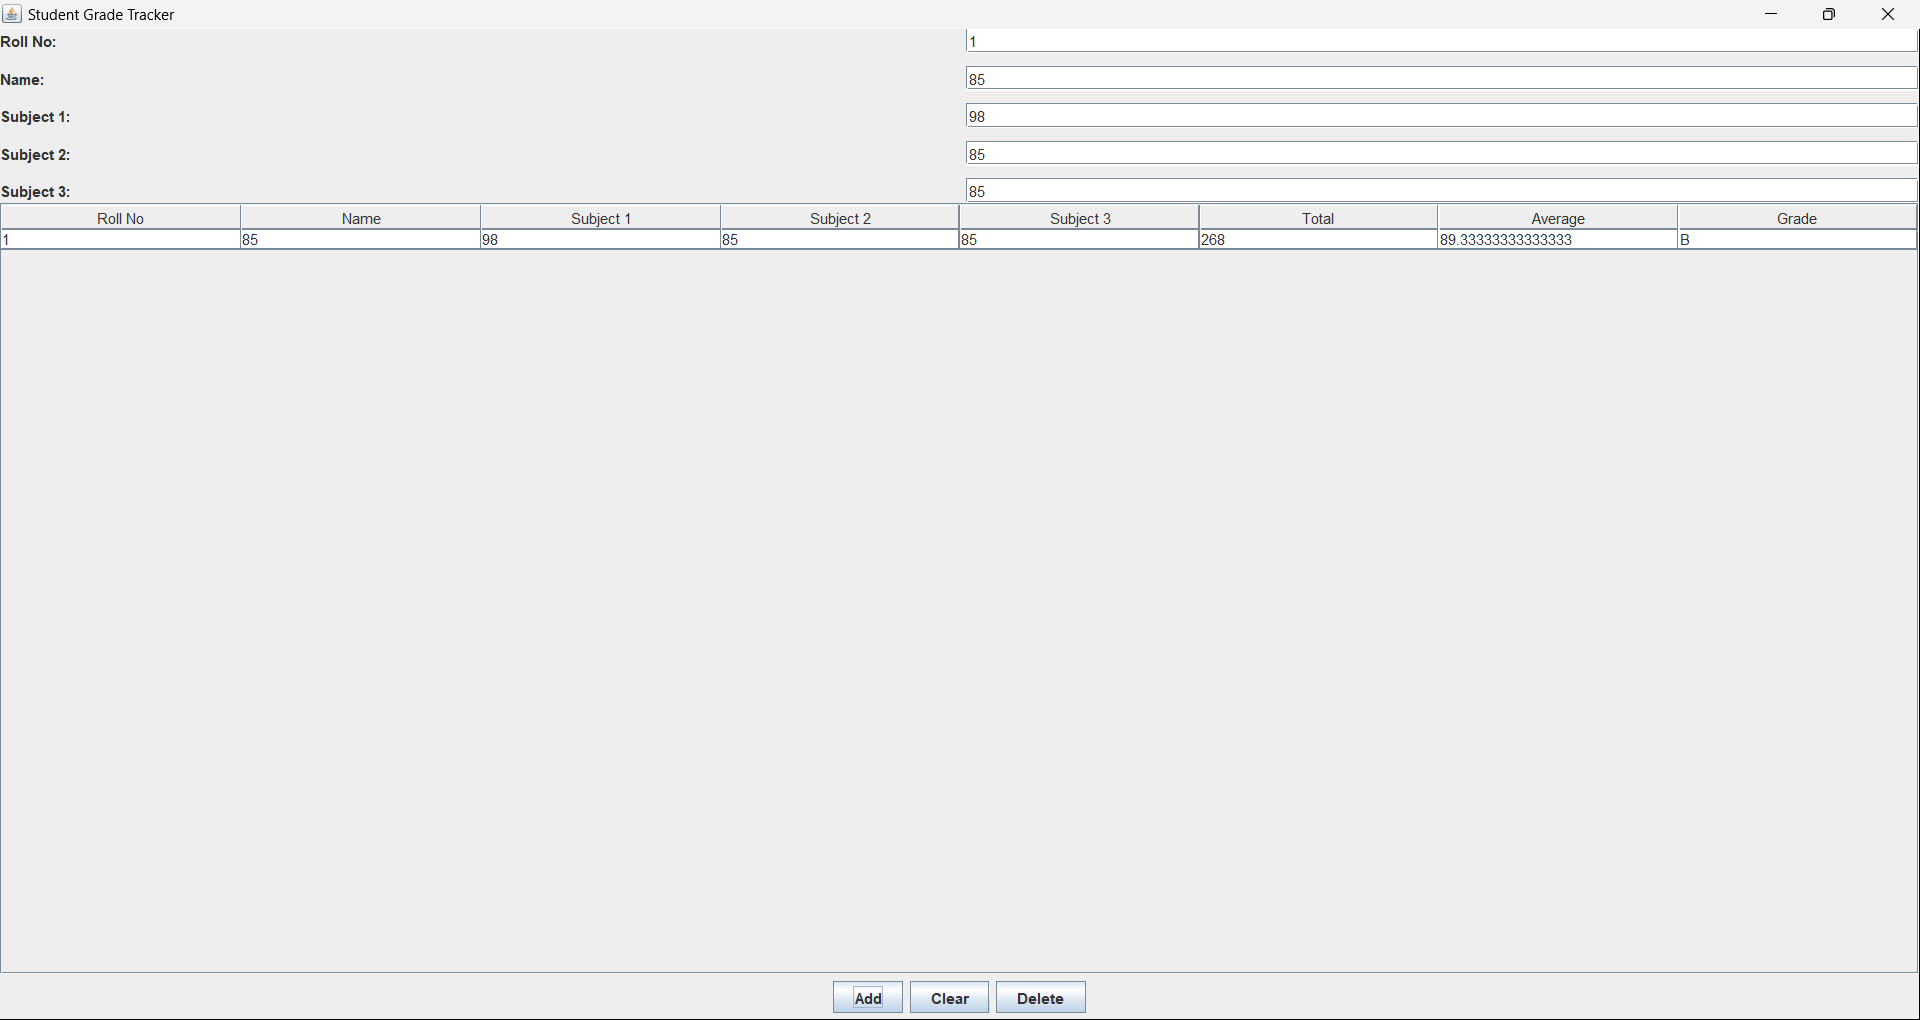 Student Grade Tracker
Roll No: 1
Name: 85
Subject 1: 98
Subject 2: 85
Subject 3: 85
Roll No Name Subject 1 Subject 2 Subject 3 Total Average Grade
1 85 98 85 85 268 89.33333333333333 B
Add Clear Delete